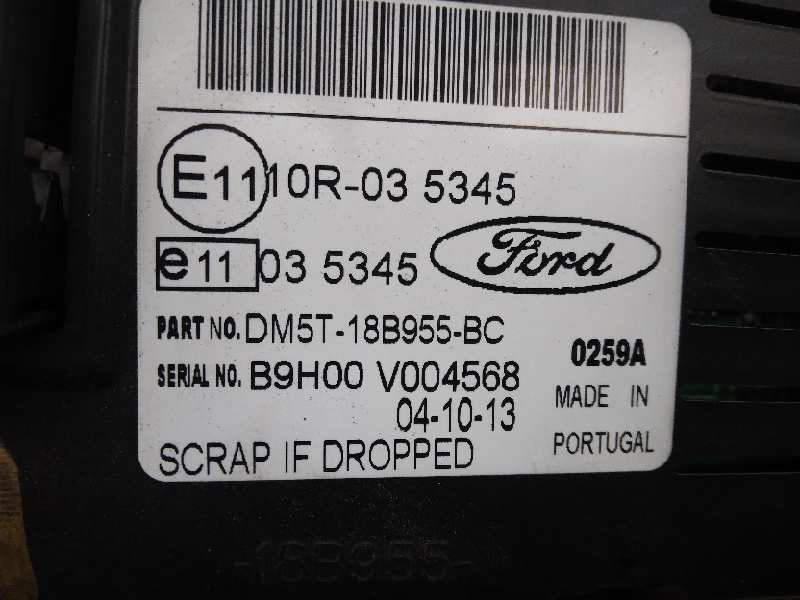 E11 10R-03 5345
e11 03 5345
Ford
PART NO. DM5T-18B955-BC
SERIAL NO. B9H00 V004568
0259A
04-10-13
MADE IN
PORTUGAL
SCRAP IF DROPPED
-18B955-